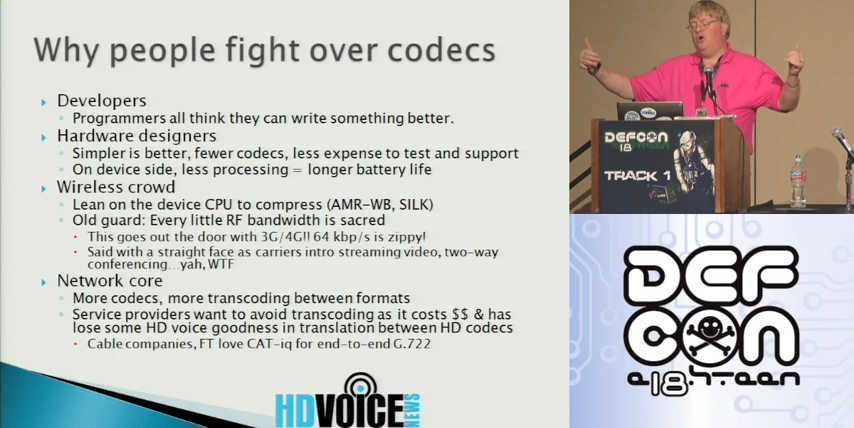 Why people fight over codecs
Developers
Programmers all think they can write something better.
Hardware designers
Simpler is better, fewer codecs, less expense to test and support
On device side, less processing = longer battery life
Wireless crowd
Lean on the device CPU to compress (AMR-WB, SILK)
Old guard: Every little RF bandwidth is sacred
This goes out the door with 3G/4G!! 64 kbp/s is zippy!
Said with a straight face as carriers intro streaming video, two-way
conferencing...yah, WTF
Network core
More codecs, more transcoding between formats
Service providers want to avoid transcoding as it costs $$ & has
lose some HD voice goodness in translation between HD codecs
Cable companies, FT love CAT-iq for end-to-end G.722
HDVOICE
NEWS
DEFCON
18
TRACK 1
DEF
CON
e.18.h-teen